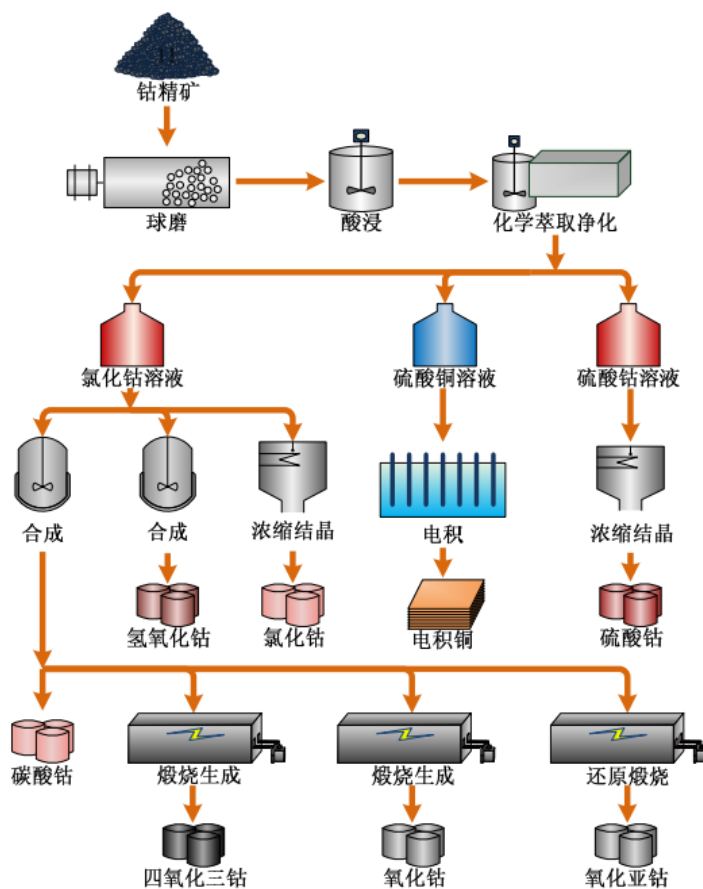 钴精矿
球磨
酸浸
化学萃取净化
氯化钴溶液
硫酸铜溶液
硫酸钴溶液
合成
合成
浓缩结晶
电积
浓缩结晶
氢氧化钴
氯化钴
电积铜
硫酸钴
碳酸钴
煅烧生成
煅烧生成
还原煅烧
四氧化三钴
氧化钴
氧化亚钴